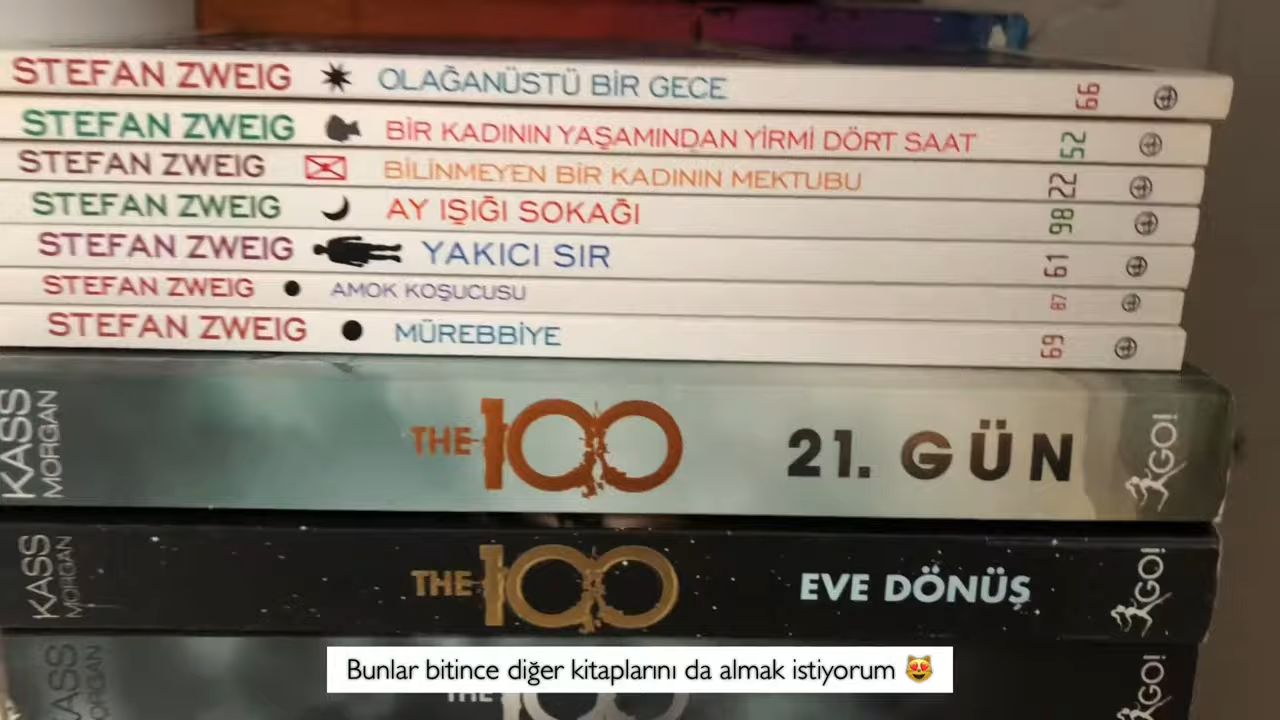 STEFAN ZWEIG OLAĞANÜSTÜ BİR GECE 66
STEFAN ZWEIG BİR KADININ YAŞAMINDAN YİRMİ DÖRT SAAT 52
STEFAN ZWEIG BİLİNMEYEN BİR KADININ MEKTUBU 22
STEFAN ZWEIG AY IŞIĞI SOKAĞI 98
STEFAN ZWEIG YAKICI SIR 61
STEFAN ZWEIG AMOK KOŞUCUSU 87
STEFAN ZWEIG MÜREBBİYE 69
KASS MORGAN THE 100 21. GÜN GO!
KASS MORGAN THE 100 EVE DÖNÜŞ GO!
KASS MORGAN THE 100 GO!
Bunlar bitince diğer kitaplarını da almak istiyorum 😻